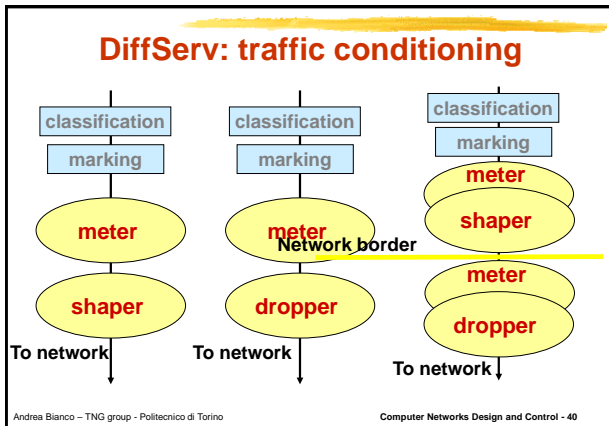 DiffServ: traffic conditioning
classification
marking
meter
shaper
To network
classification
marking
meter
Network border
dropper
To network
classification
marking
meter
shaper
meter
dropper
To network
Andrea Bianco – TNG group - Politecnico di Torino
Computer Networks Design and Control - 40